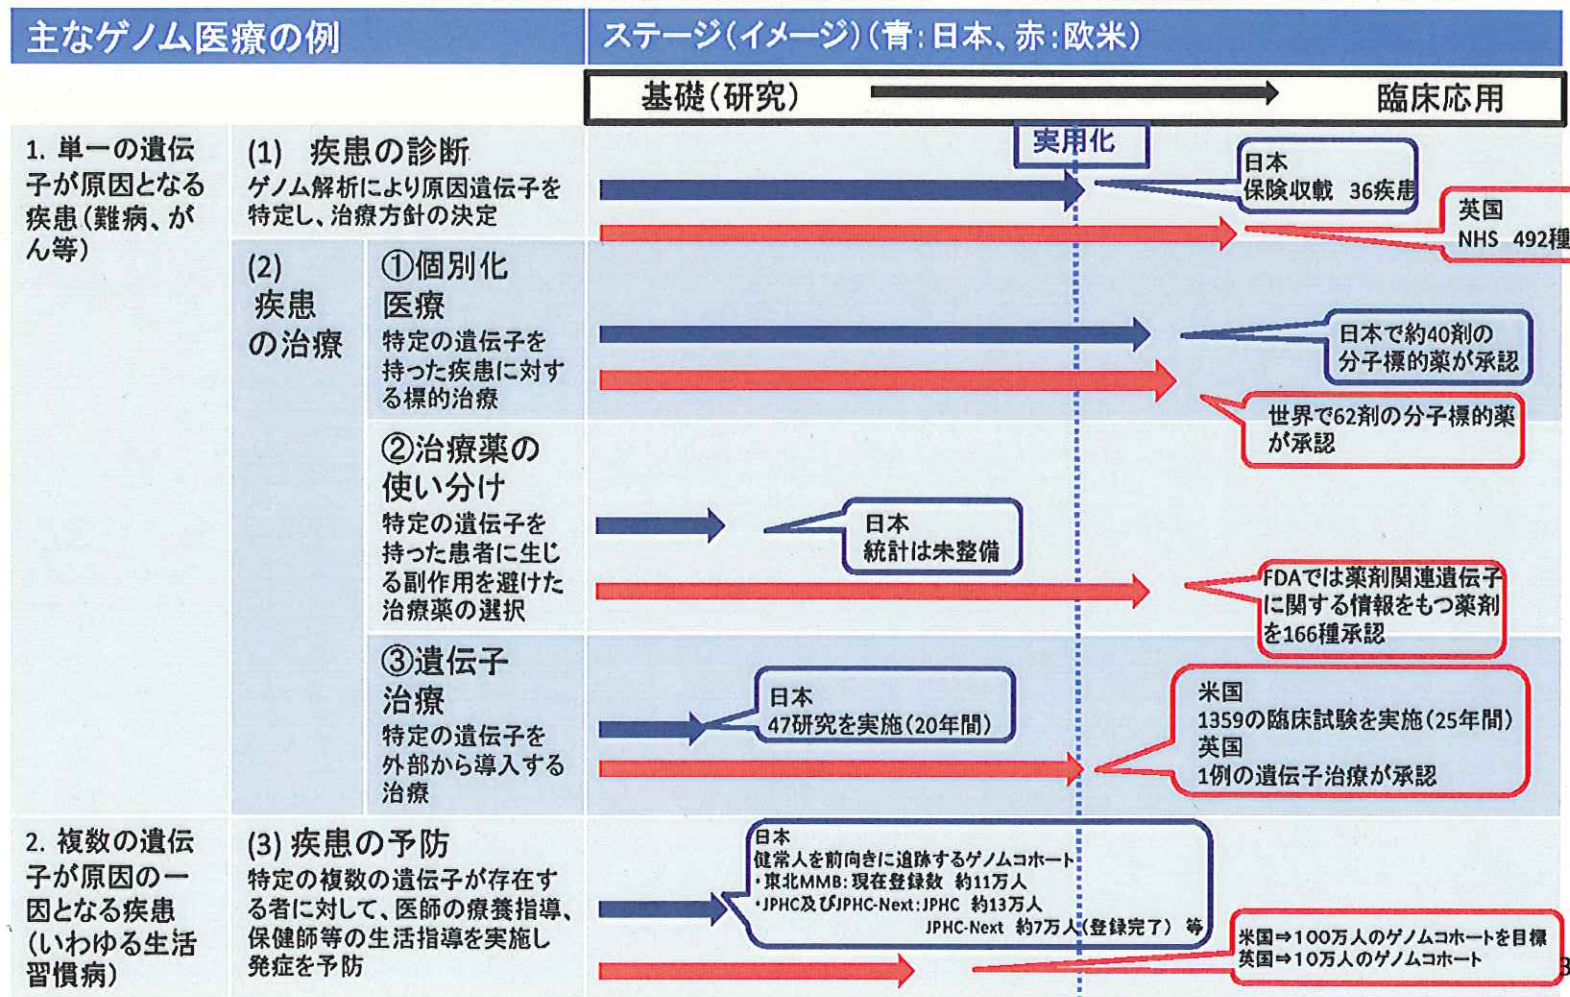 主なゲノム医療の例
ステージ(イメージ)(青:日本、赤:欧米)
基礎(研究)
臨床応用
実用化
1. 単一の遺伝
子が原因となる
疾患(難病、が
ん等)
(1) 疾患の診断
ゲノム解析により原因遺伝子を
特定し、治療方針の決定
日本
保険収載 36疾患
英国
NHS 492種
(2)
疾患
の治療
①個別化
医療
特定の遺伝子を
持った疾患に対す
る標的治療
日本で約40剤の
分子標的薬が承認
世界で62剤の分子標的薬
が承認
②治療薬の
使い分け
特定の遺伝子を
持った患者に生じ
る副作用を避けた
治療薬の選択
日本
統計は未整備
FDAでは薬剤関連遺伝子
に関する情報をもつ薬剤
を166種承認
③遺伝子
治療
特定の遺伝子を
外部から導入する
治療
日本
47研究を実施(20年間)
米国
1359の臨床試験を実施(25年間)
英国
1例の遺伝子治療が承認
2. 複数の遺伝
子が原因の一
因となる疾患
(いわゆる生活
習慣病)
(3) 疾患の予防
特定の複数の遺伝子が存在す
る者に対して、医師の療養指導、
保健師等の生活指導を実施し
発症を予防
日本
健常人を前向きに追跡するゲノムコホート
・東北MMB:現在登録数 約11万人
・JPHC及びJPHC-Next:JPHC 約13万人
JPHC-Next 約7万人(登録完了) 等
米国⇒100万人のゲノムコホートを目標
英国⇒10万人のゲノムコホート
3